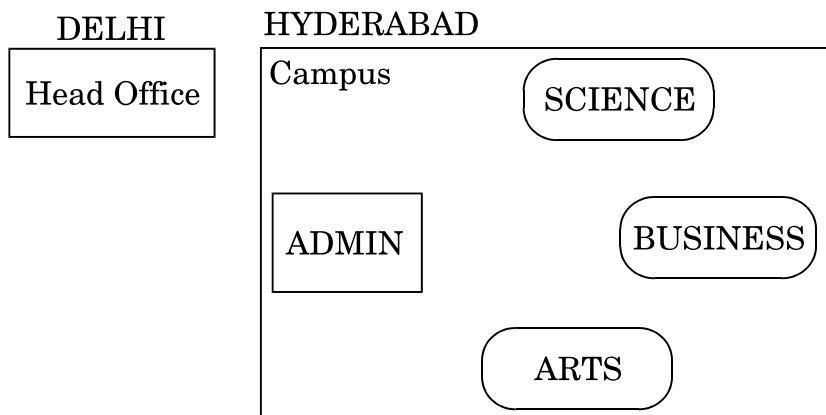 DELHI
Head Office
HYDERABAD
Campus
SCIENCE
ADMIN
BUSINESS
ARTS